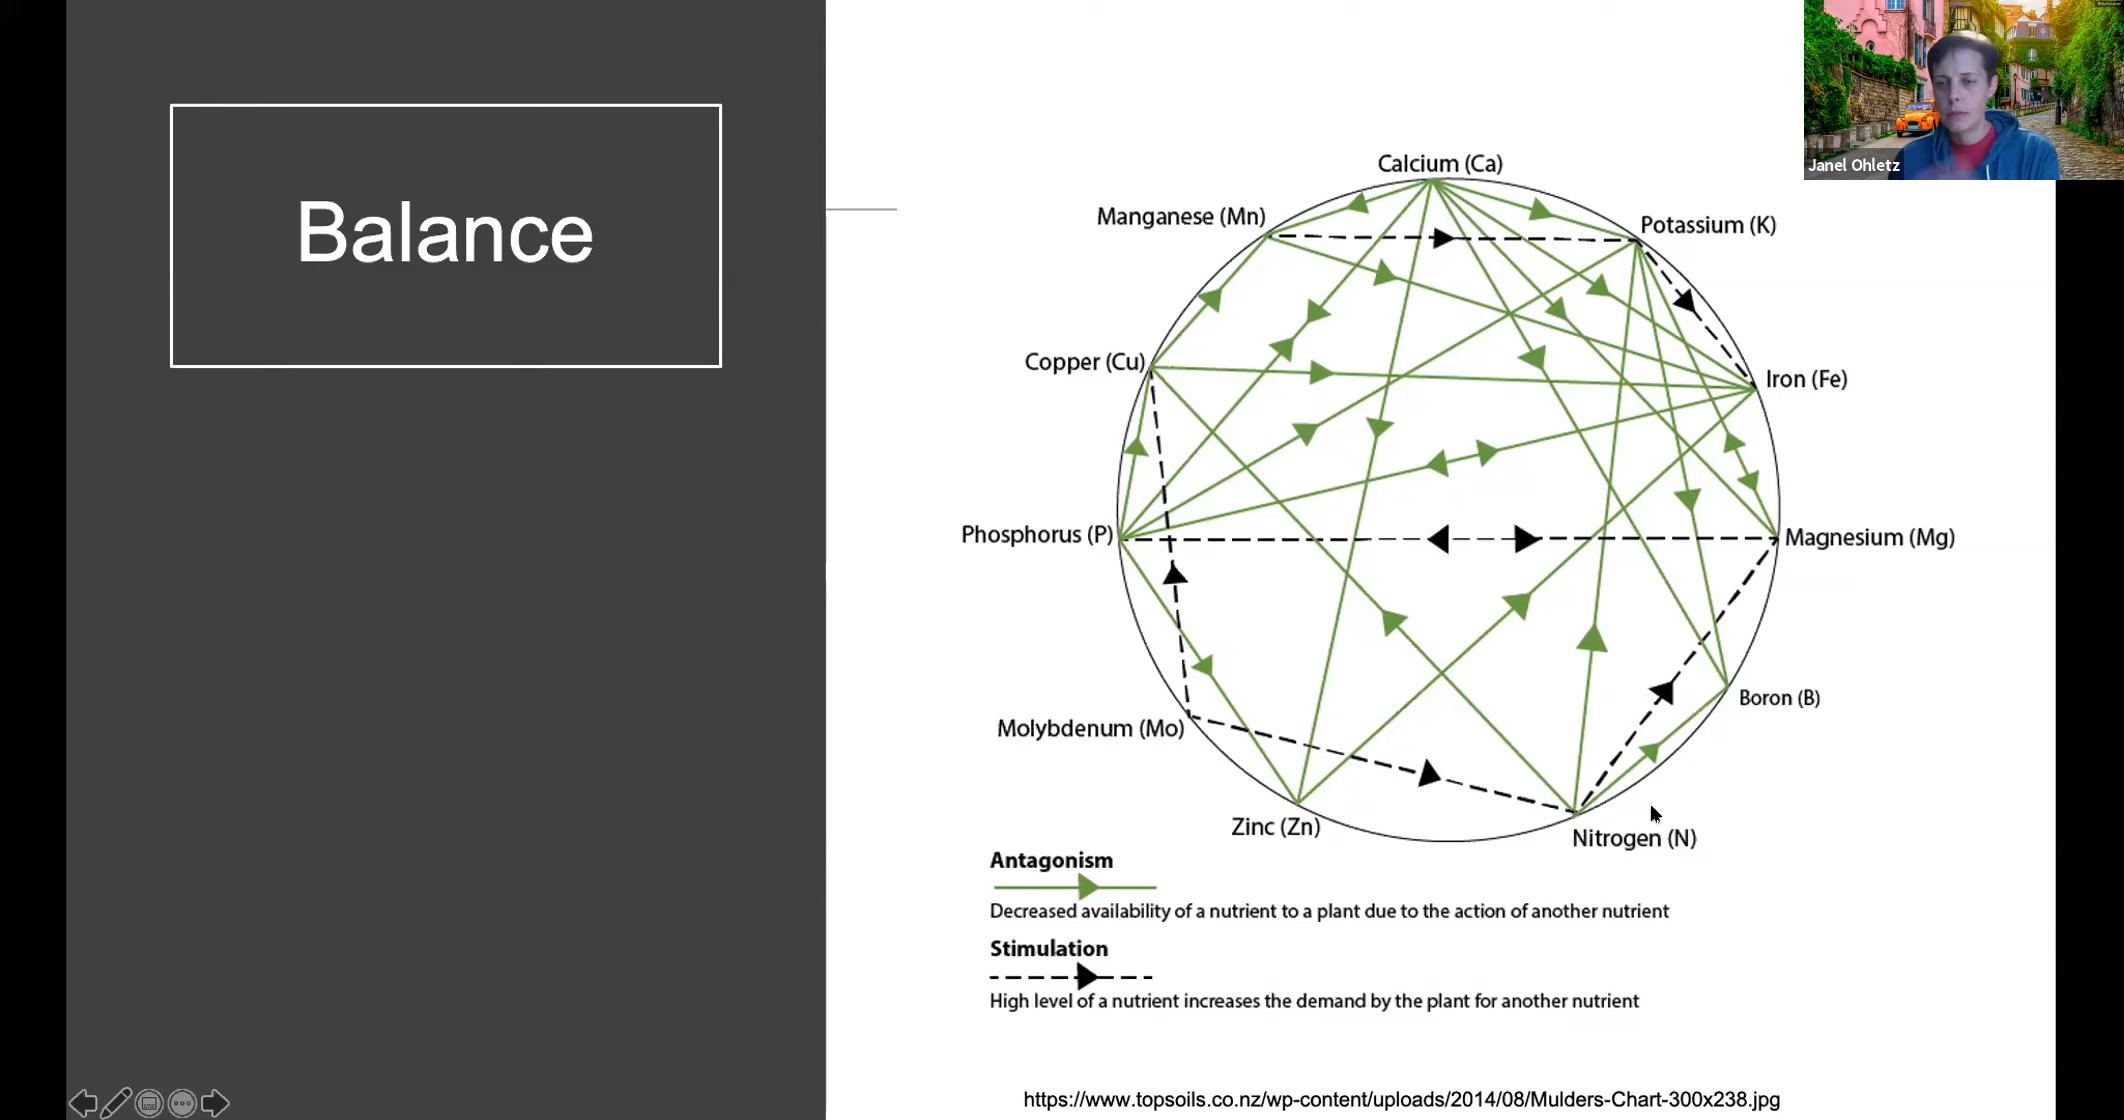 Balance
Janel Ohletz
Calcium (Ca)
Manganese (Mn)
Potassium (K)
Copper (Cu)
Iron (Fe)
Phosphorus (P)
Magnesium (Mg)
Boron (B)
Molybdenum (Mo)
Zinc (Zn)
Nitrogen (N)
Antagonism
Decreased availability of a nutrient to a plant due to the action of another nutrient
Stimulation
High level of a nutrient increases the demand by the plant for another nutrient
https://www.topsoils.co.nz/wp-content/uploads/2014/08/Mulders-Chart-300x238.jpg